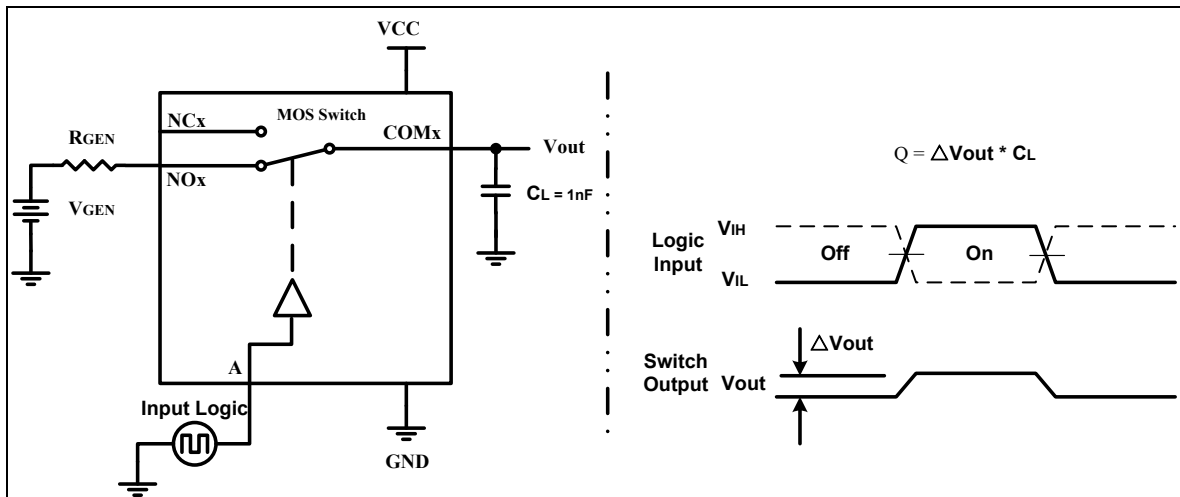 VCC
NCx
MOS Switch
COMx
RGEN
NOx
Vout
VGEN
CL = 1nF
A
Input Logic
GND
Q = △Vout * CL
Logic Input
VIH
VIL
Off
On
△Vout
Switch Output
Vout